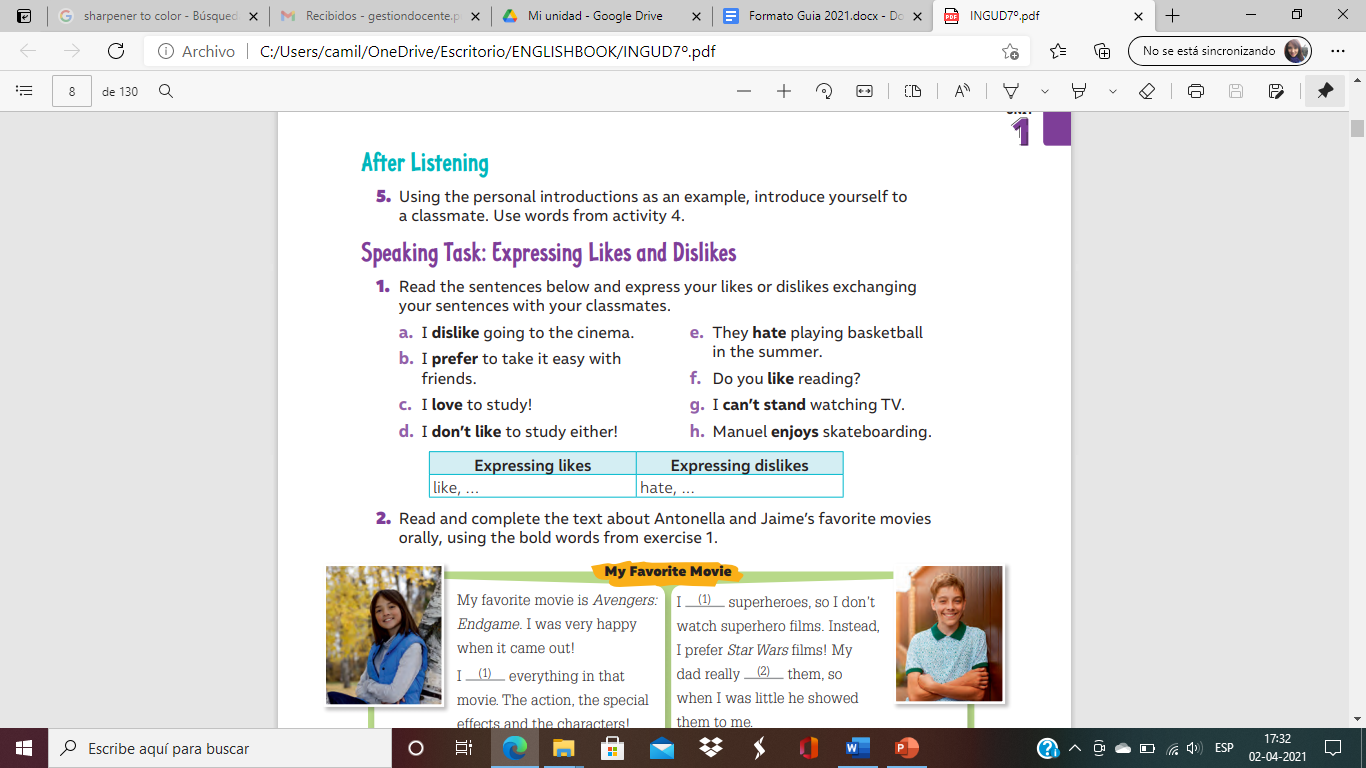 sharpener to color - Búsqued
Recibidos - gestiondocente.p
Mi unidad - Google Drive
Formato Guia 2021.docx - Do
INGUD7º.pdf
Archivo
C:/Users/camil/OneDrive/Escritorio/ENGLISHBOOK/INGUD7º.pdf
No se está sincronizando
8
de 130
1
After Listening
5. Using the personal introductions as an example, introduce yourself to
a classmate. Use words from activity 4.
Speaking Task: Expressing Likes and Dislikes
1. Read the sentences below and express your likes or dislikes exchanging
your sentences with your classmates.
a. I dislike going to the cinema.
b. I prefer to take it easy with
friends.
c. I love to study!
d. I don't like to study either!
e. They hate playing basketball
in the summer.
f. Do you like reading?
g. I can't stand watching TV.
h. Manuel enjoys skateboarding.
Expressing likes
Expressing dislikes
like, ...
hate, ...
2. Read and complete the text about Antonella and Jaime's favorite movies
orally, using the bold words from exercise 1.
My Favorite Movie
My favorite movie is Avengers:
Endgame. I was very happy
when it came out!
I (1) everything in that
movie. The action, the special
effects and the characters!
I (1) superheroes, so I don't
watch superhero films. Instead,
I prefer Star Wars films! My
dad really (2) them, so
when I was little he showed
them to me.
Escribe aquí para buscar
ESP
17:32
02-04-2021